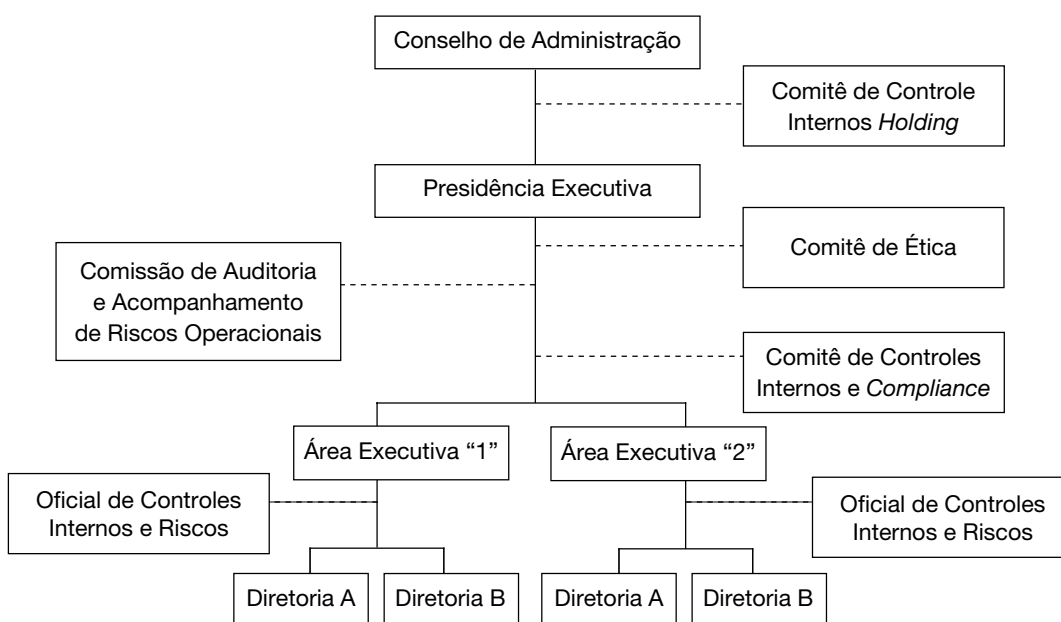 Conselho de Administração
Comitê de Controle
Internos Holding
Presidência Executiva
Comitê de Ética
Comissão de Auditoria
e Acompanhamento
de Riscos Operacionais
Comitê de Controles
Internos e Compliance
Área Executiva “1”
Área Executiva “2”
Oficial de Controles
Internos e Riscos
Oficial de Controles
Internos e Riscos
Diretoria A
Diretoria B
Diretoria A
Diretoria B